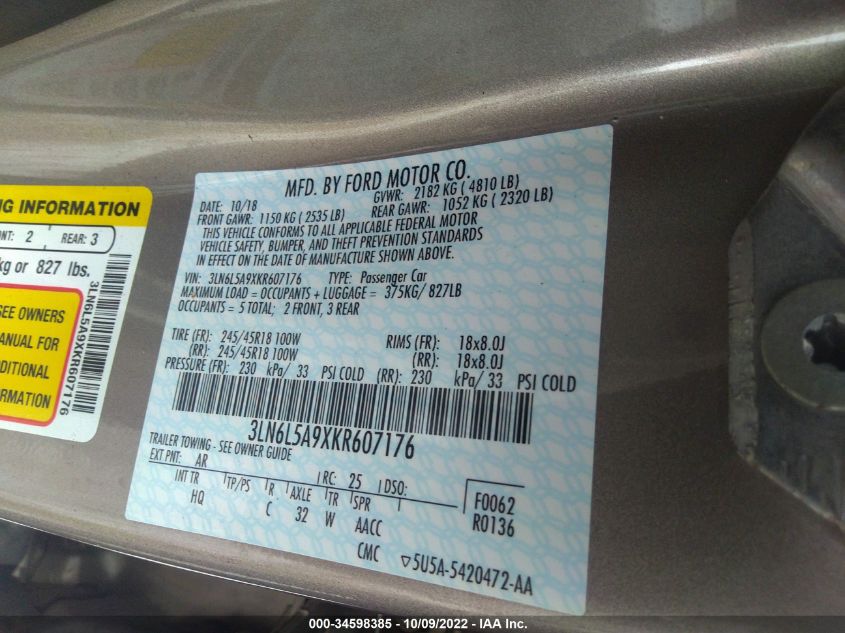 MFD. BY FORD MOTOR CO.
DATE: 10/18 GVWR: 2182 KG ( 4810 LB)
FRONT GAWR: 1150 KG ( 2535 LB) REAR GAWR: 1052 KG ( 2320 LB)
THIS VEHICLE CONFORMS TO ALL APPLICABLE FEDERAL MOTOR
VEHICLE SAFETY, BUMPER, AND THEFT PREVENTION STANDARDS
IN EFFECT ON THE DATE OF MANUFACTURE SHOWN ABOVE.
VIN: 3LN6L5A9XKR607176 TYPE: Passenger Car
MAXIMUM LOAD = OCCUPANTS + LUGGAGE = 375KG/ 827LB
OCCUPANTS = 5 TOTAL; 2 FRONT, 3 REAR
TIRE (FR): 245/45R18 100W RIMS (FR): 18x8.0J
(RR): 245/45R18 100W (RR): 18x8.0J
PRESSURE (FR): 230 kPa/ 33 PSI COLD (RR): 230 kPa/ 33 PSI COLD
3LN6L5A9XKR607176
TRAILER TOWING - SEE OWNER GUIDE
EXT PNT: AR RC: 25 DSO:
INT TR TP/PS R AXLE TR SPR F0062
HQ C 32 W AACC R0136
CMC ▽5U5A-5420472-AA
NG INFORMATION
NT: 2 REAR: 3
kg or 827 lbs.
SEE OWNERS
MANUAL FOR
DDITIONAL
ORMATION
3LN6L5A9XKR607176
000-34598385 - 10/09/2022 - IAA Inc.